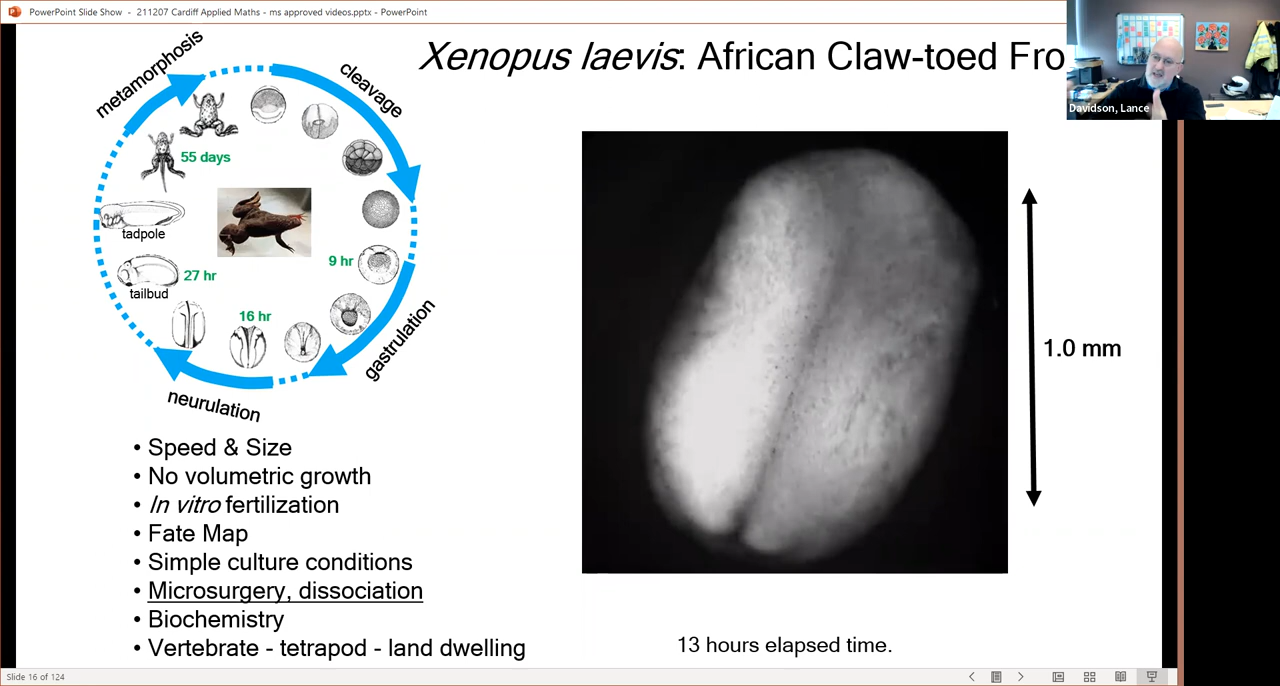 PowerPoint Slide Show - 211207 Cardiff Applied Maths - ms approved videos.pptx - PowerPoint
Xenopus laevis: African Claw-toed Fro
Davidson, Lance
metamorphosis
cleavage
55 days
tadpole
9 hr
27 hr
tailbud
16 hr
gastrulation
neurulation
1.0 mm
• Speed & Size
• No volumetric growth
• In vitro fertilization
• Fate Map
• Simple culture conditions
• Microsurgery, dissociation
• Biochemistry
• Vertebrate - tetrapod - land dwelling
13 hours elapsed time.
Slide 16 of 124